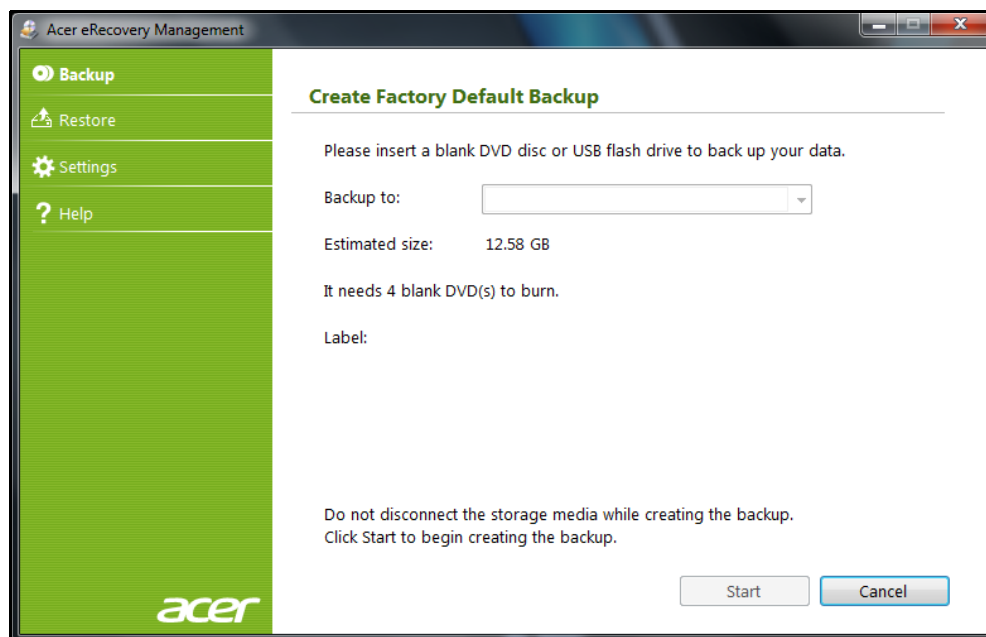 Acer eRecovery Management
Backup
Restore
Settings
Help
Create Factory Default Backup
Please insert a blank DVD disc or USB flash drive to back up your data.
Backup to:
Estimated size: 12.58 GB
It needs 4 blank DVD(s) to burn.
Label:
Do not disconnect the storage media while creating the backup.
Click Start to begin creating the backup.
Start Cancel
acer